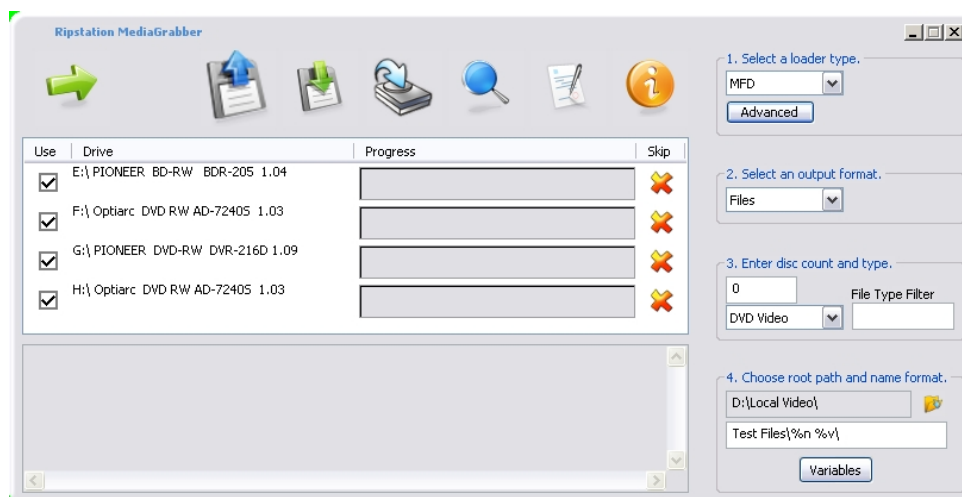 Ripstation MediaGrabber
Use Drive Progress Skip
E:\ PIONEER BD-RW BDR-205 1.04
F:\ Optiarc DVD RW AD-7240S 1.03
G:\ PIONEER DVD-RW DVR-216D 1.09
H:\ Optiarc DVD RW AD-7240S 1.03
1. Select a loader type.
MFD
Advanced
2. Select an output format.
Files
3. Enter disc count and type.
0
File Type Filter
DVD Video
4. Choose root path and name format.
D:\Local Video\
Test Files\%n %v\
Variables